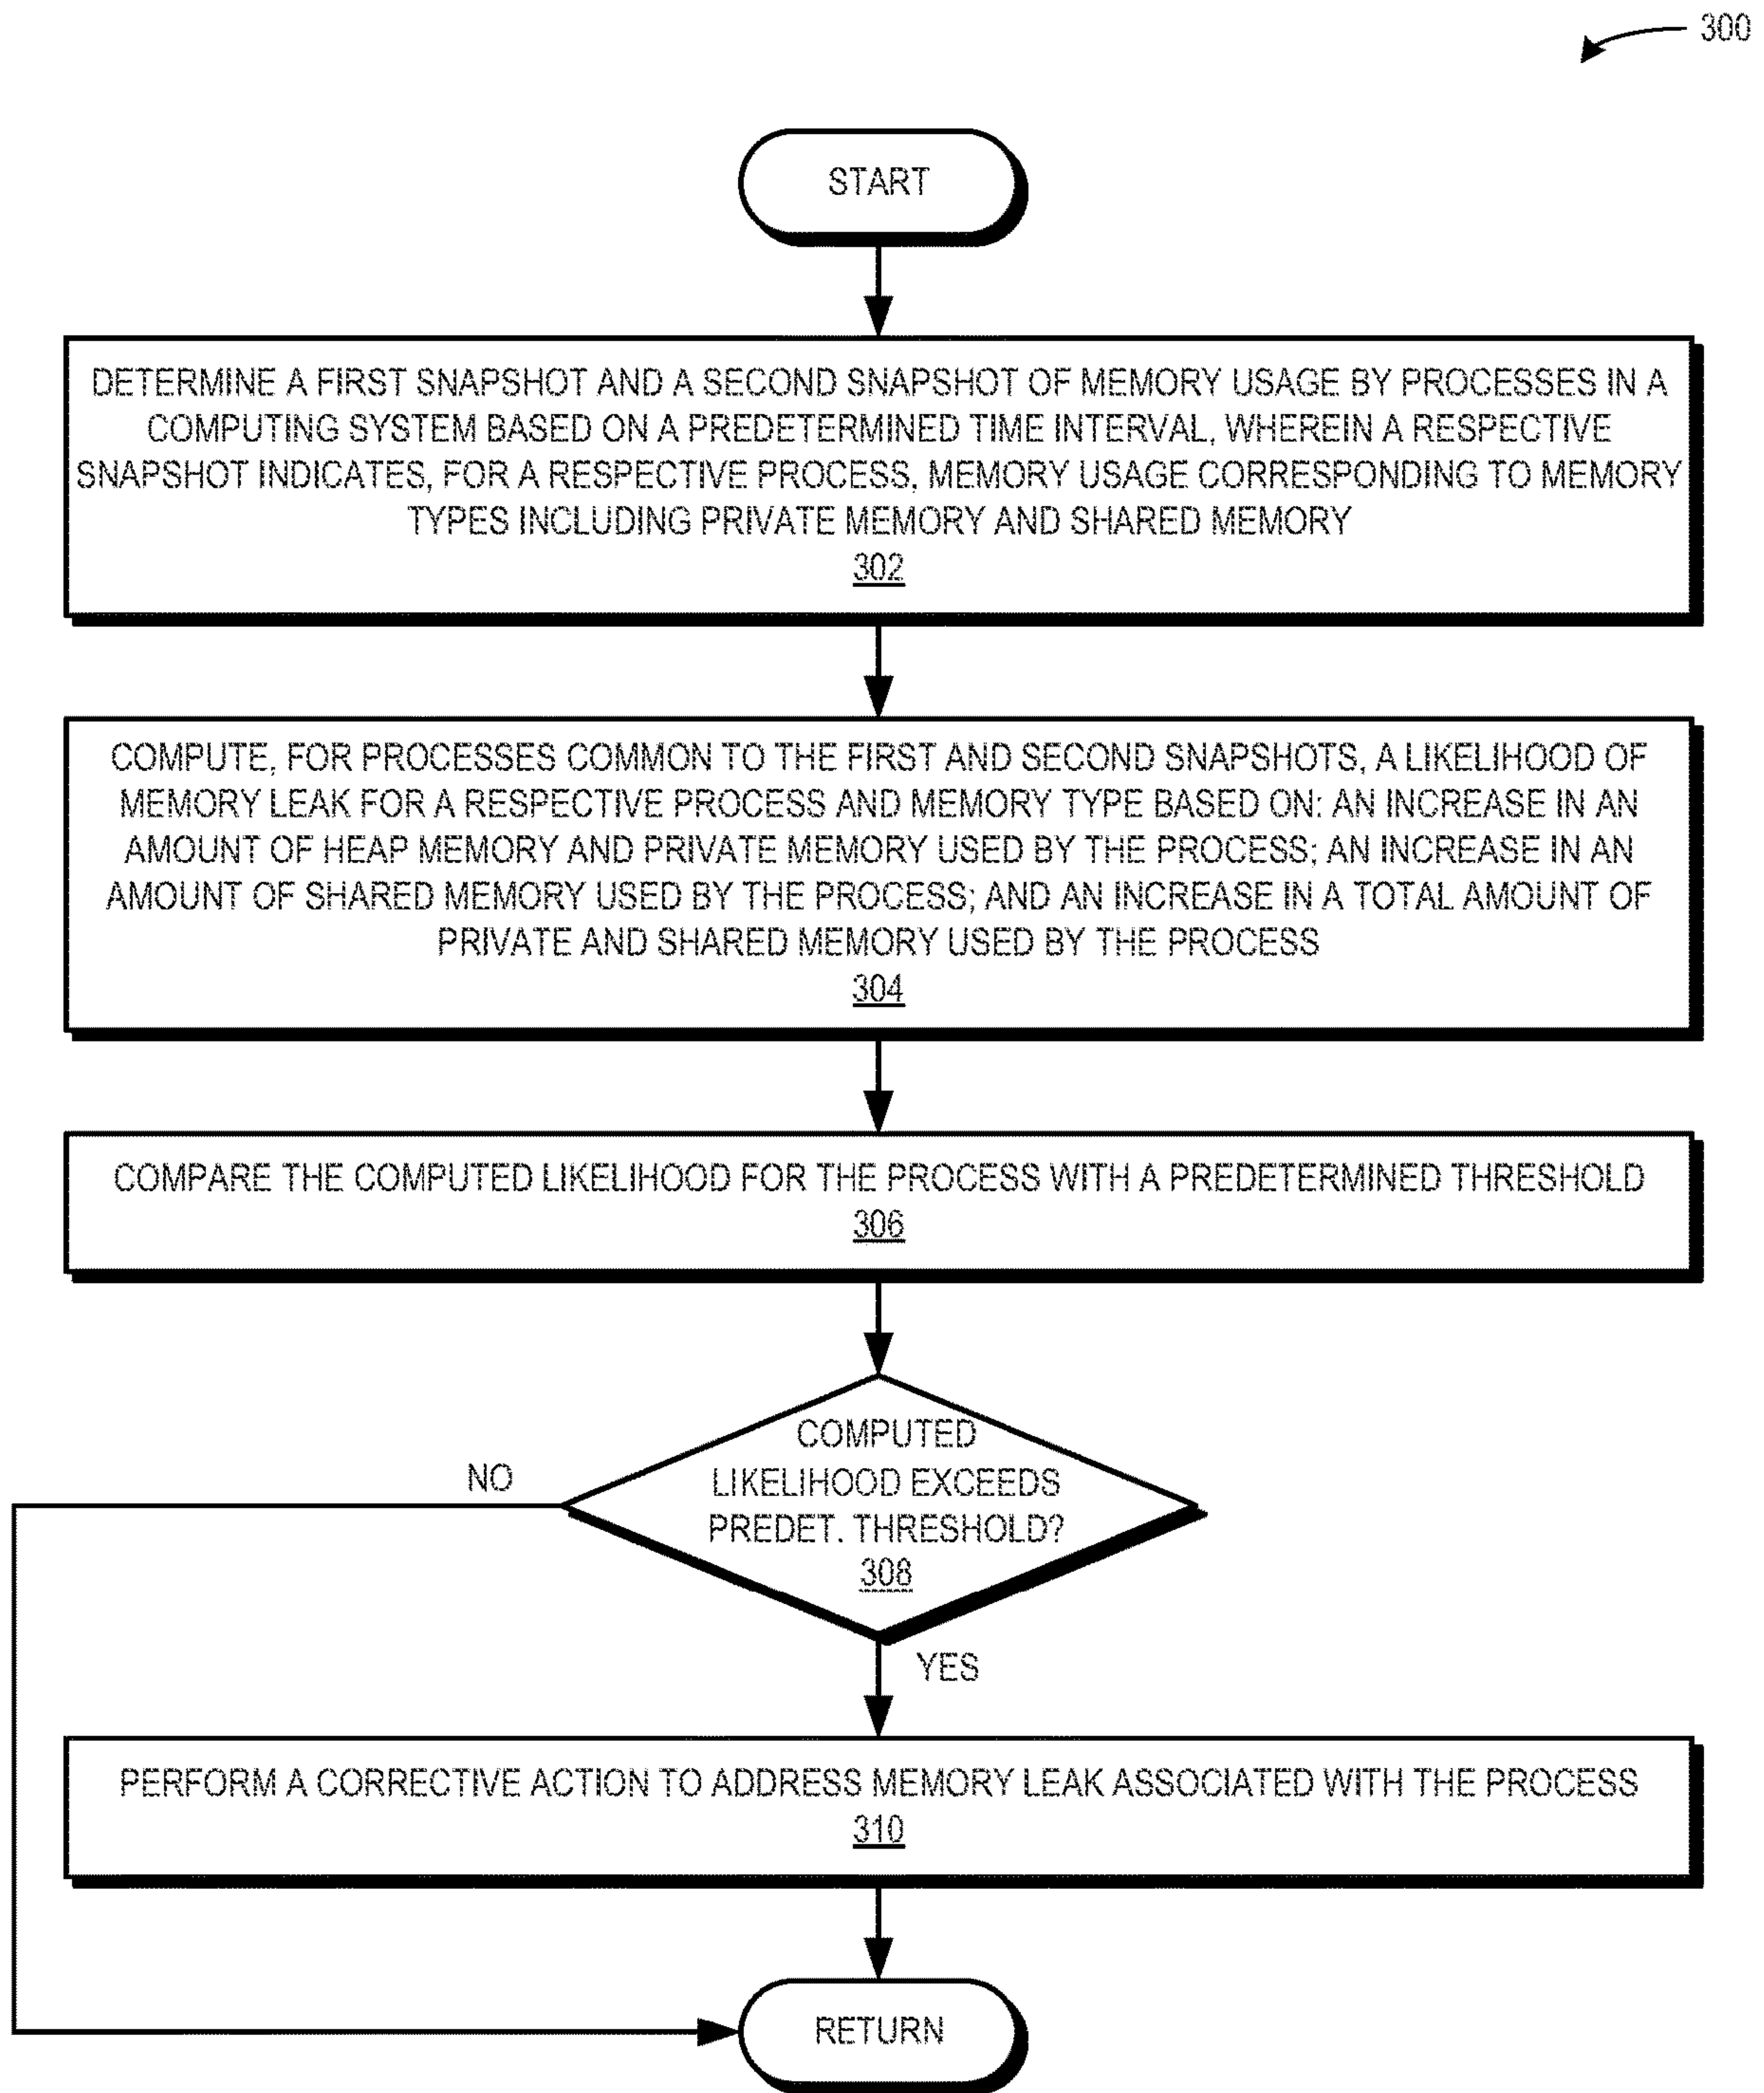 300
START
DETERMINE A FIRST SNAPSHOT AND A SECOND SNAPSHOT OF MEMORY USAGE BY PROCESSES IN A
COMPUTING SYSTEM BASED ON A PREDETERMINED TIME INTERVAL, WHEREIN A RESPECTIVE
SNAPSHOT INDICATES, FOR A RESPECTIVE PROCESS, MEMORY USAGE CORRESPONDING TO MEMORY
TYPES INCLUDING PRIVATE MEMORY AND SHARED MEMORY
302
COMPUTE, FOR PROCESSES COMMON TO THE FIRST AND SECOND SNAPSHOTS, A LIKELIHOOD OF
MEMORY LEAK FOR A RESPECTIVE PROCESS AND MEMORY TYPE BASED ON: AN INCREASE IN AN
AMOUNT OF HEAP MEMORY AND PRIVATE MEMORY USED BY THE PROCESS; AN INCREASE IN AN
AMOUNT OF SHARED MEMORY USED BY THE PROCESS; AND AN INCREASE IN A TOTAL AMOUNT OF
PRIVATE AND SHARED MEMORY USED BY THE PROCESS
304
COMPARE THE COMPUTED LIKELIHOOD FOR THE PROCESS WITH A PREDETERMINED THRESHOLD
306
COMPUTED
LIKELIHOOD EXCEEDS
PREDET. THRESHOLD?
308
NO
YES
PERFORM A CORRECTIVE ACTION TO ADDRESS MEMORY LEAK ASSOCIATED WITH THE PROCESS
310
RETURN